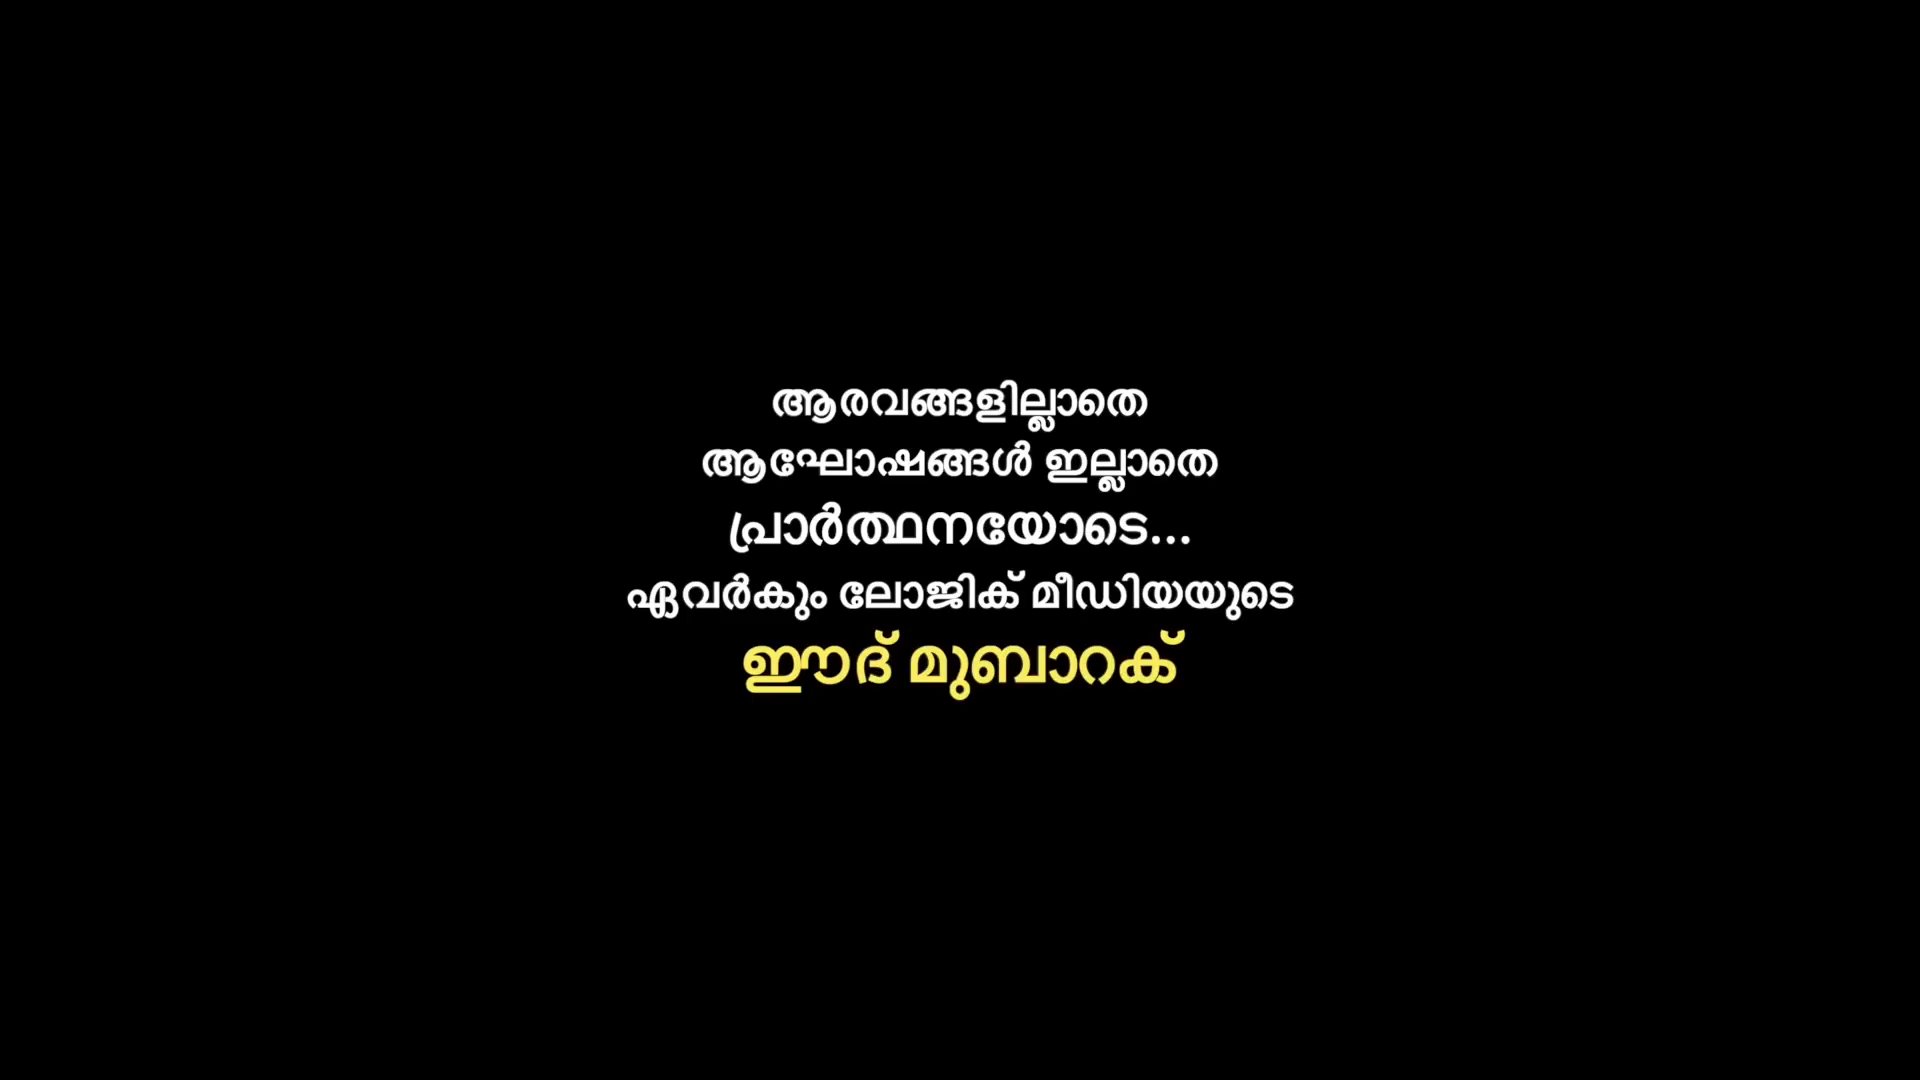 ആരവങ്ങളില്ലാതെ
ആഘോഷങ്ങൾ ഇല്ലാതെ
പ്രാർത്ഥനയോടെ...
ഏവർകും ലോജിക് മീഡിയയുടെ
ഈദ് മുബാറക്